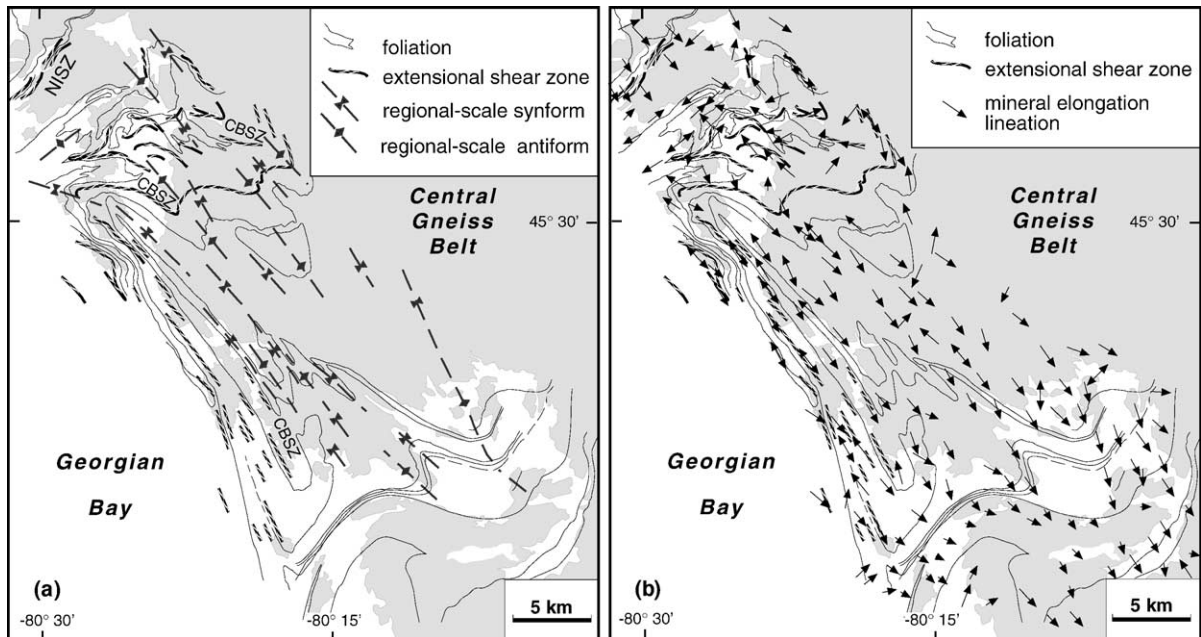 foliation
extensional shear zone
regional-scale synform
regional-scale antiform
NISZ
CBSZ
CBSZ
CBSZ
Central
Gneiss
Belt
45° 30'
Georgian
Bay
(a)
5 km
-80° 30'
-80° 15'
foliation
extensional shear zone
mineral elongation
lineation
Central
Gneiss
Belt
45° 30'
Georgian
Bay
(b)
5 km
-80° 30'
-80° 15'